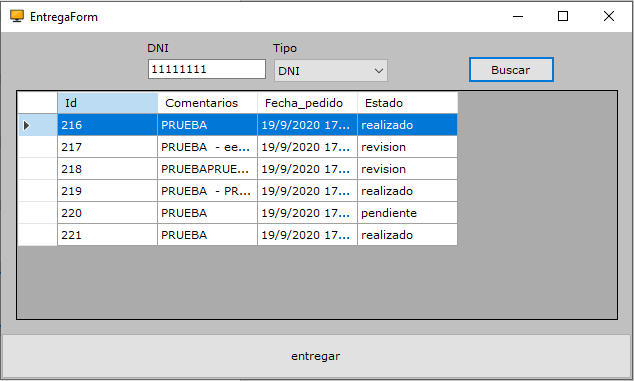 EntregaForm
DNI Tipo
11111111 DNI Buscar
Id Comentarios Fecha_pedido Estado
216 PRUEBA 19/9/2020 17... realizado
217 PRUEBA - ee... 19/9/2020 17... revision
218 PRUEBAPRUE... 19/9/2020 17... revision
219 PRUEBA - PR... 19/9/2020 17... realizado
220 PRUEBA 19/9/2020 17... pendiente
221 PRUEBA 19/9/2020 17... realizado
entregar